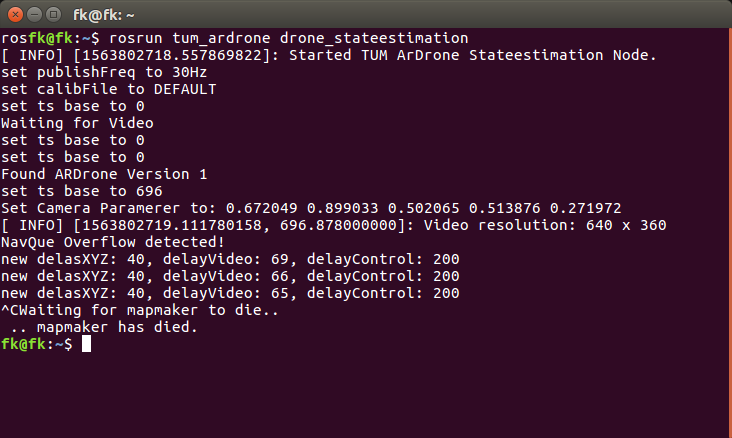 fk@fk: ~
rosfk@fk:~$ rosrun tum_ardrone drone_stateestimation
[ INFO] [1563802718.557869822]: Started TUM ArDrone Stateestimation Node.
set publishFreq to 30Hz
set calibFile to DEFAULT
set ts base to 0
Waiting for Video
set ts base to 0
set ts base to 0
Found ARDrone Version 1
set ts base to 696
Set Camera Paramerer to: 0.672049 0.899033 0.502065 0.513876 0.271972
[ INFO] [1563802719.111780158, 696.878000000]: Video resolution: 640 x 360
NavQue Overflow detected!
new delasXYZ: 40, delayVideo: 69, delayControl: 200
new delasXYZ: 40, delayVideo: 66, delayControl: 200
new delasXYZ: 40, delayVideo: 65, delayControl: 200
^CWaiting for mapmaker to die..
 .. mapmaker has died.
fk@fk:~$